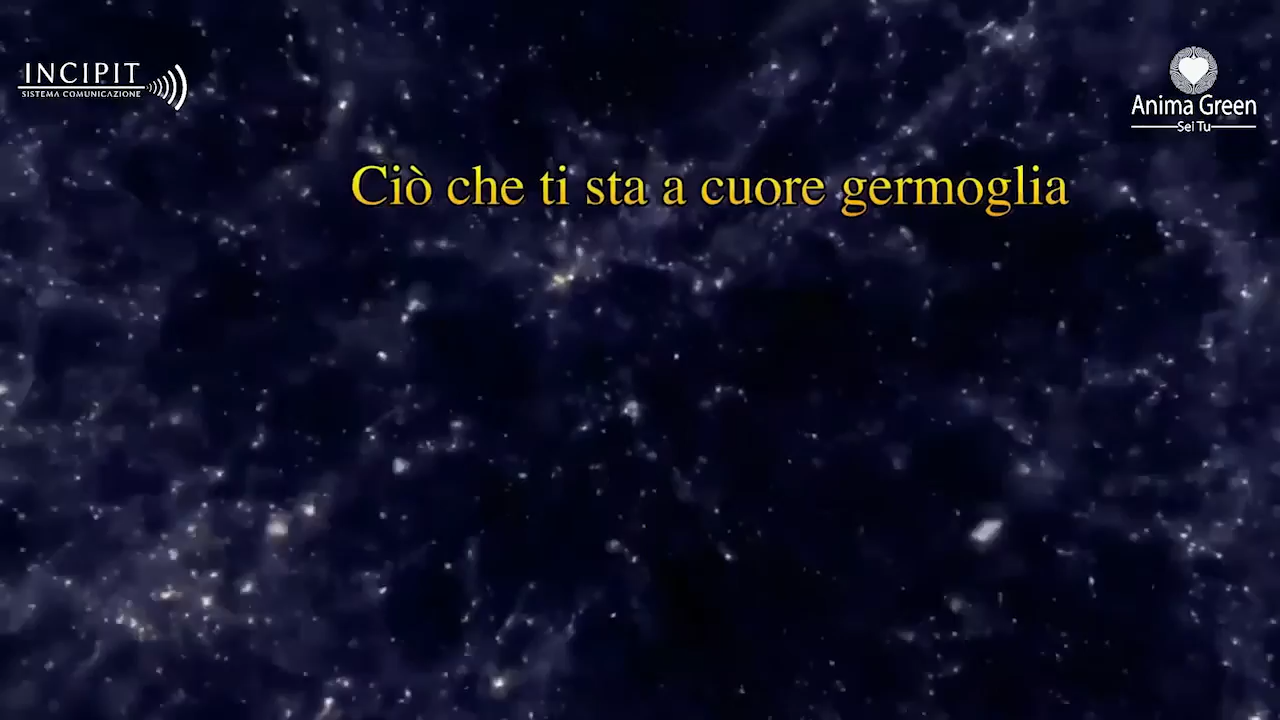 INCIPIT
SISTEMA COMUNICAZIONE
Anima Green
Sei Tu
Ciò che ti sta a cuore germoglia